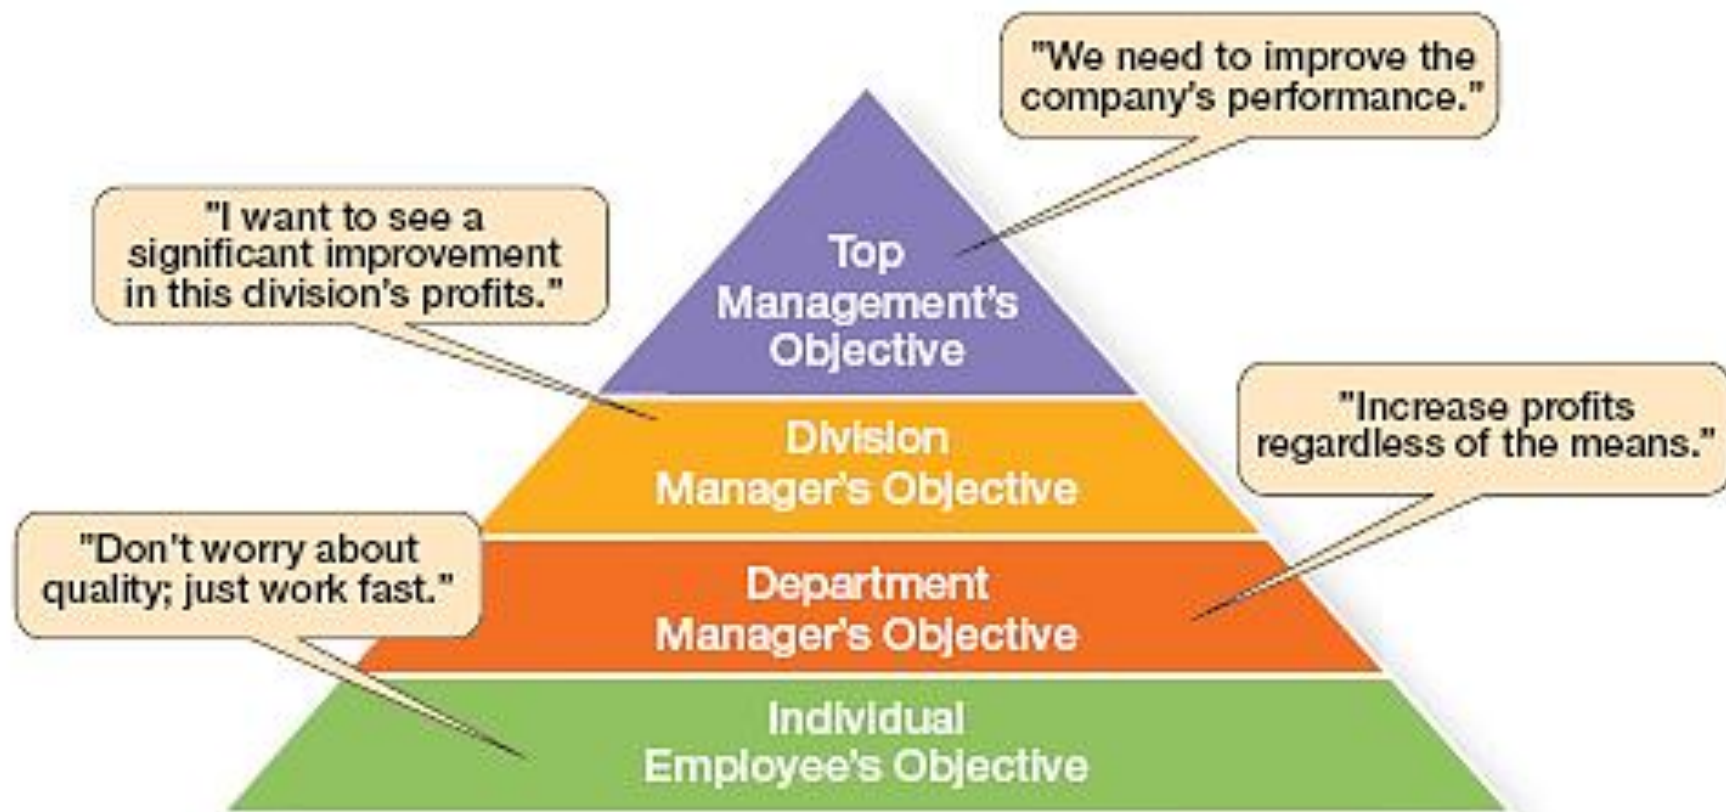 "We need to improve the
company's performance."
"I want to see a
significant improvement
in this division's profits."
Top
Management's
Objective
"Increase profits
regardless of the means."
Division
Manager's Objective
"Don't worry about
quality; just work fast."
Department
Manager's Objective
Individual
Employee's Objective